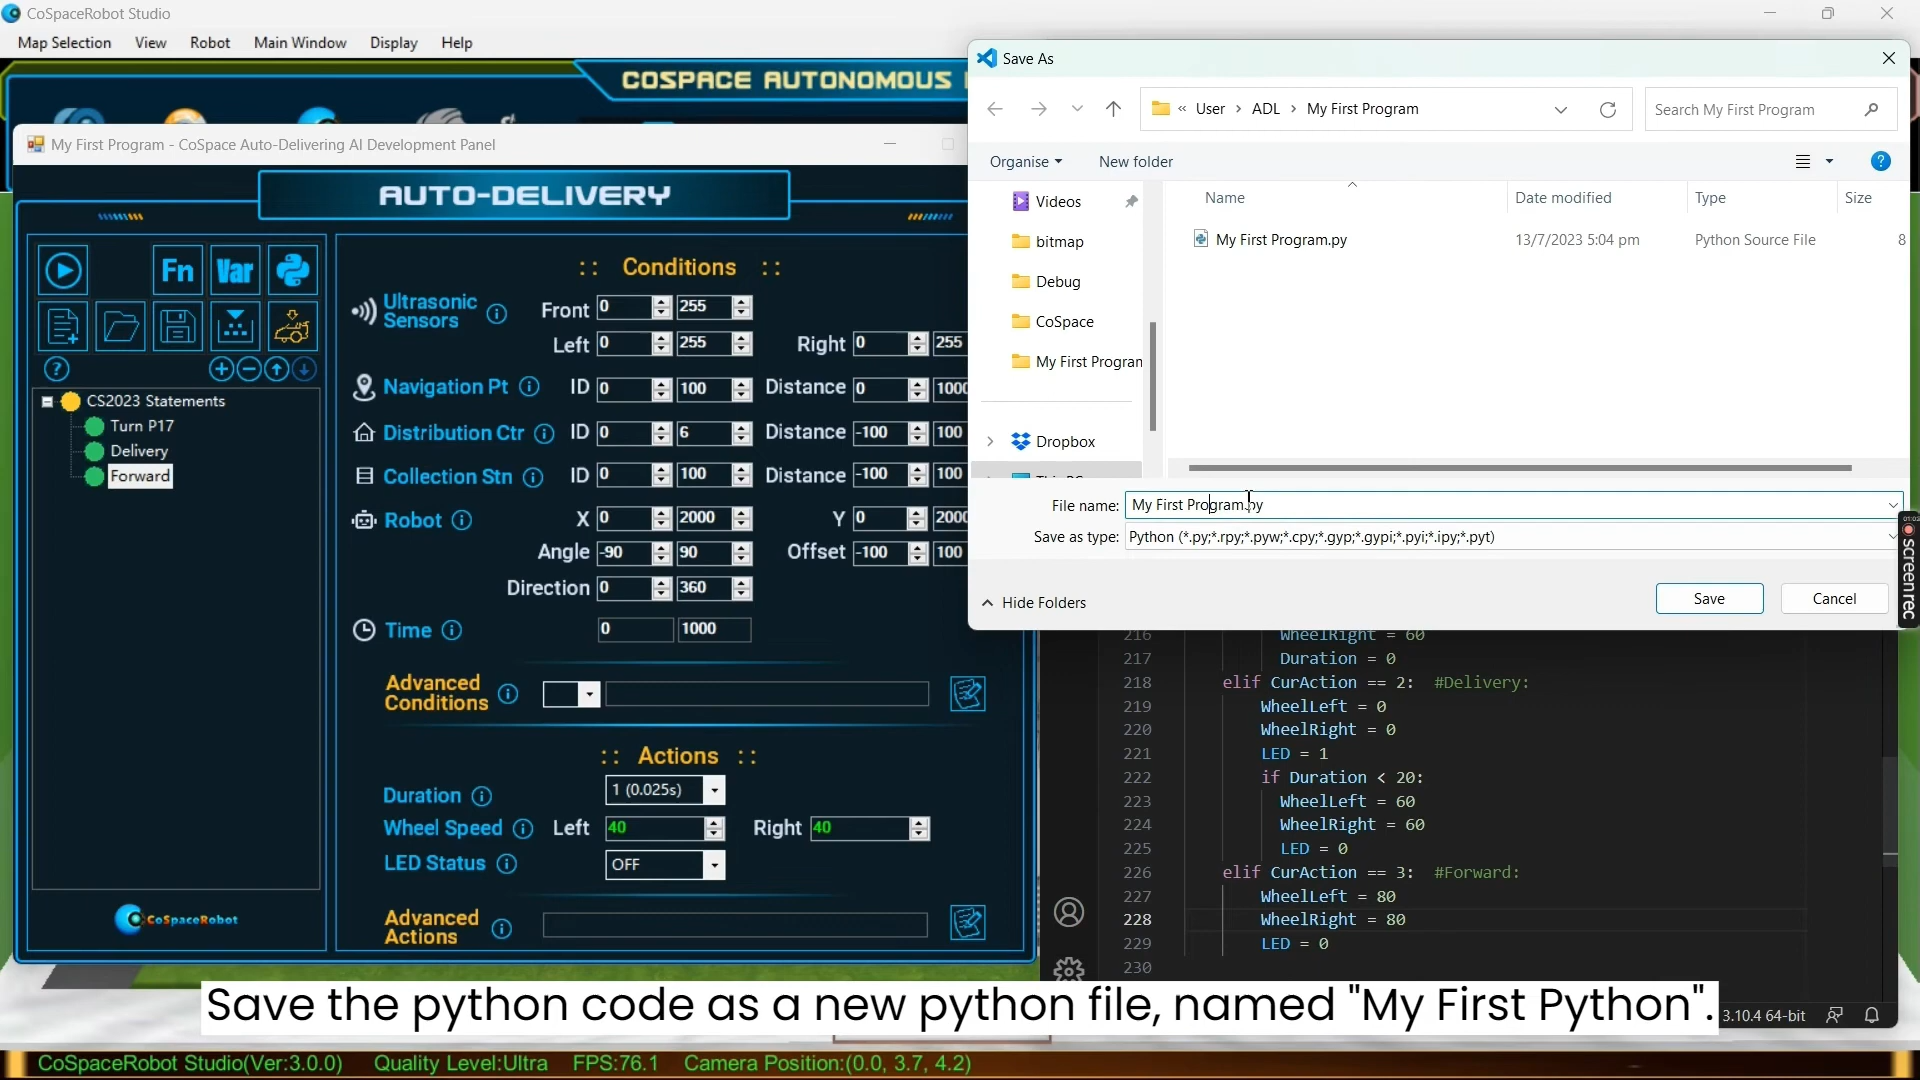 CoSpaceRobot Studio
Map Selection View Robot Main Window Display Help
COSPACE AUTONOMOUS
My First Program - CoSpace Auto-Delivering AI Development Panel
AUTO-DELIVERY
Fn Var
?
CS2023 Statements
Turn P17
Delivery
Forward
CoSpaceRobot
:: Conditions ::
Ultrasonic Sensors Front 0 255
Left 0 255 Right 0 255
Navigation Pt ID 0 100 Distance 0 1000
Distribution Ctr ID 0 6 Distance -100 100
Collection Stn ID 0 100 Distance -100 100
Robot X 0 2000 Y 0 2000
Angle -90 90 Offset -100 100
Direction 0 360
Time 0 1000
Advanced Conditions
:: Actions ::
Duration 1 (0.025s)
Wheel Speed Left 40 Right 40
LED Status OFF
Advanced Actions
Save As
« User > ADL > My First Program
Search My First Program
Organise New folder
?
Name Date modified Type Size
My First Program.py 13/7/2023 5:04 pm Python Source File 8
Videos
bitmap
Debug
CoSpace
My First Progran
Dropbox
File name: My First Program.py
Save as type: Python (*.py;*.rpy;*.pyw;*.cpy;*.gyp;*.gypi;*.pyi;*.ipy;*.pyt)
Hide Folders
Save Cancel
screenrec
216 WheelRight = 60
217 Duration = 0
218 elif CurAction == 2: #Delivery:
219 WheelLeft = 0
220 WheelRight = 0
221 LED = 1
222 if Duration < 20:
223 WheelLeft = 60
224 WheelRight = 60
225 LED = 0
226 elif CurAction == 3: #Forward:
227 WheelLeft = 80
228 WheelRight = 80
229 LED = 0
230
3.10.4 64-bit
Save the python code as a new python file, named "My First Python".
CoSpaceRobot Studio(Ver:3.0.0) Quality Level:Ultra FPS:76.1 Camera Position:(0.0, 3.7, 4.2)